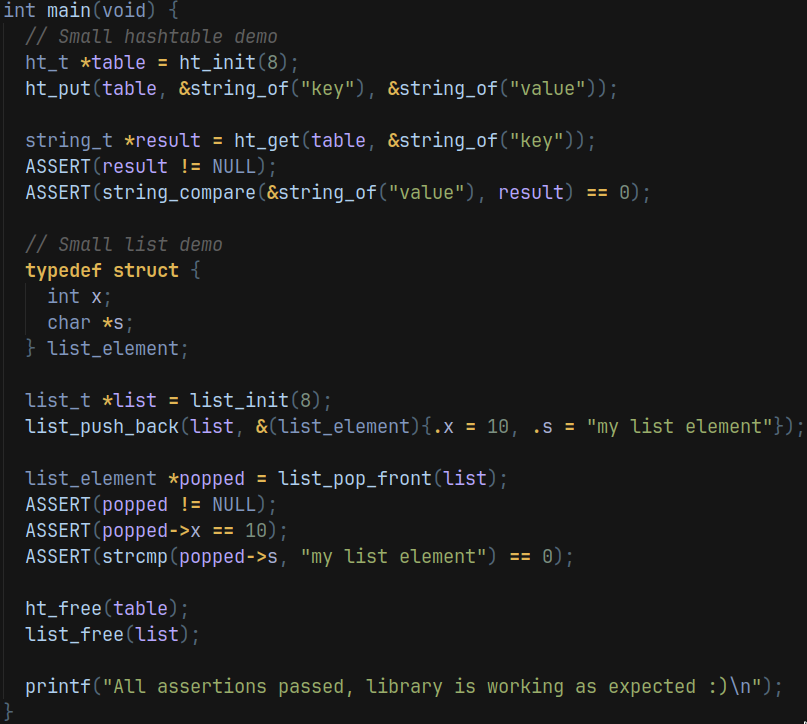 int main(void) {
  // Small hashtable demo
  ht_t *table = ht_init(8);
  ht_put(table, &string_of("key"), &string_of("value"));

  string_t *result = ht_get(table, &string_of("key"));
  ASSERT(result != NULL);
  ASSERT(string_compare(&string_of("value"), result) == 0);

  // Small list demo
  typedef struct {
    int x;
    char *s;
  } list_element;

  list_t *list = list_init(8);
  list_push_back(list, &(list_element){.x = 10, .s = "my list element"});

  list_element *popped = list_pop_front(list);
  ASSERT(popped != NULL);
  ASSERT(popped->x == 10);
  ASSERT(strcmp(popped->s, "my list element") == 0);

  ht_free(table);
  list_free(list);

  printf("All assertions passed, library is working as expected :)\n");
}